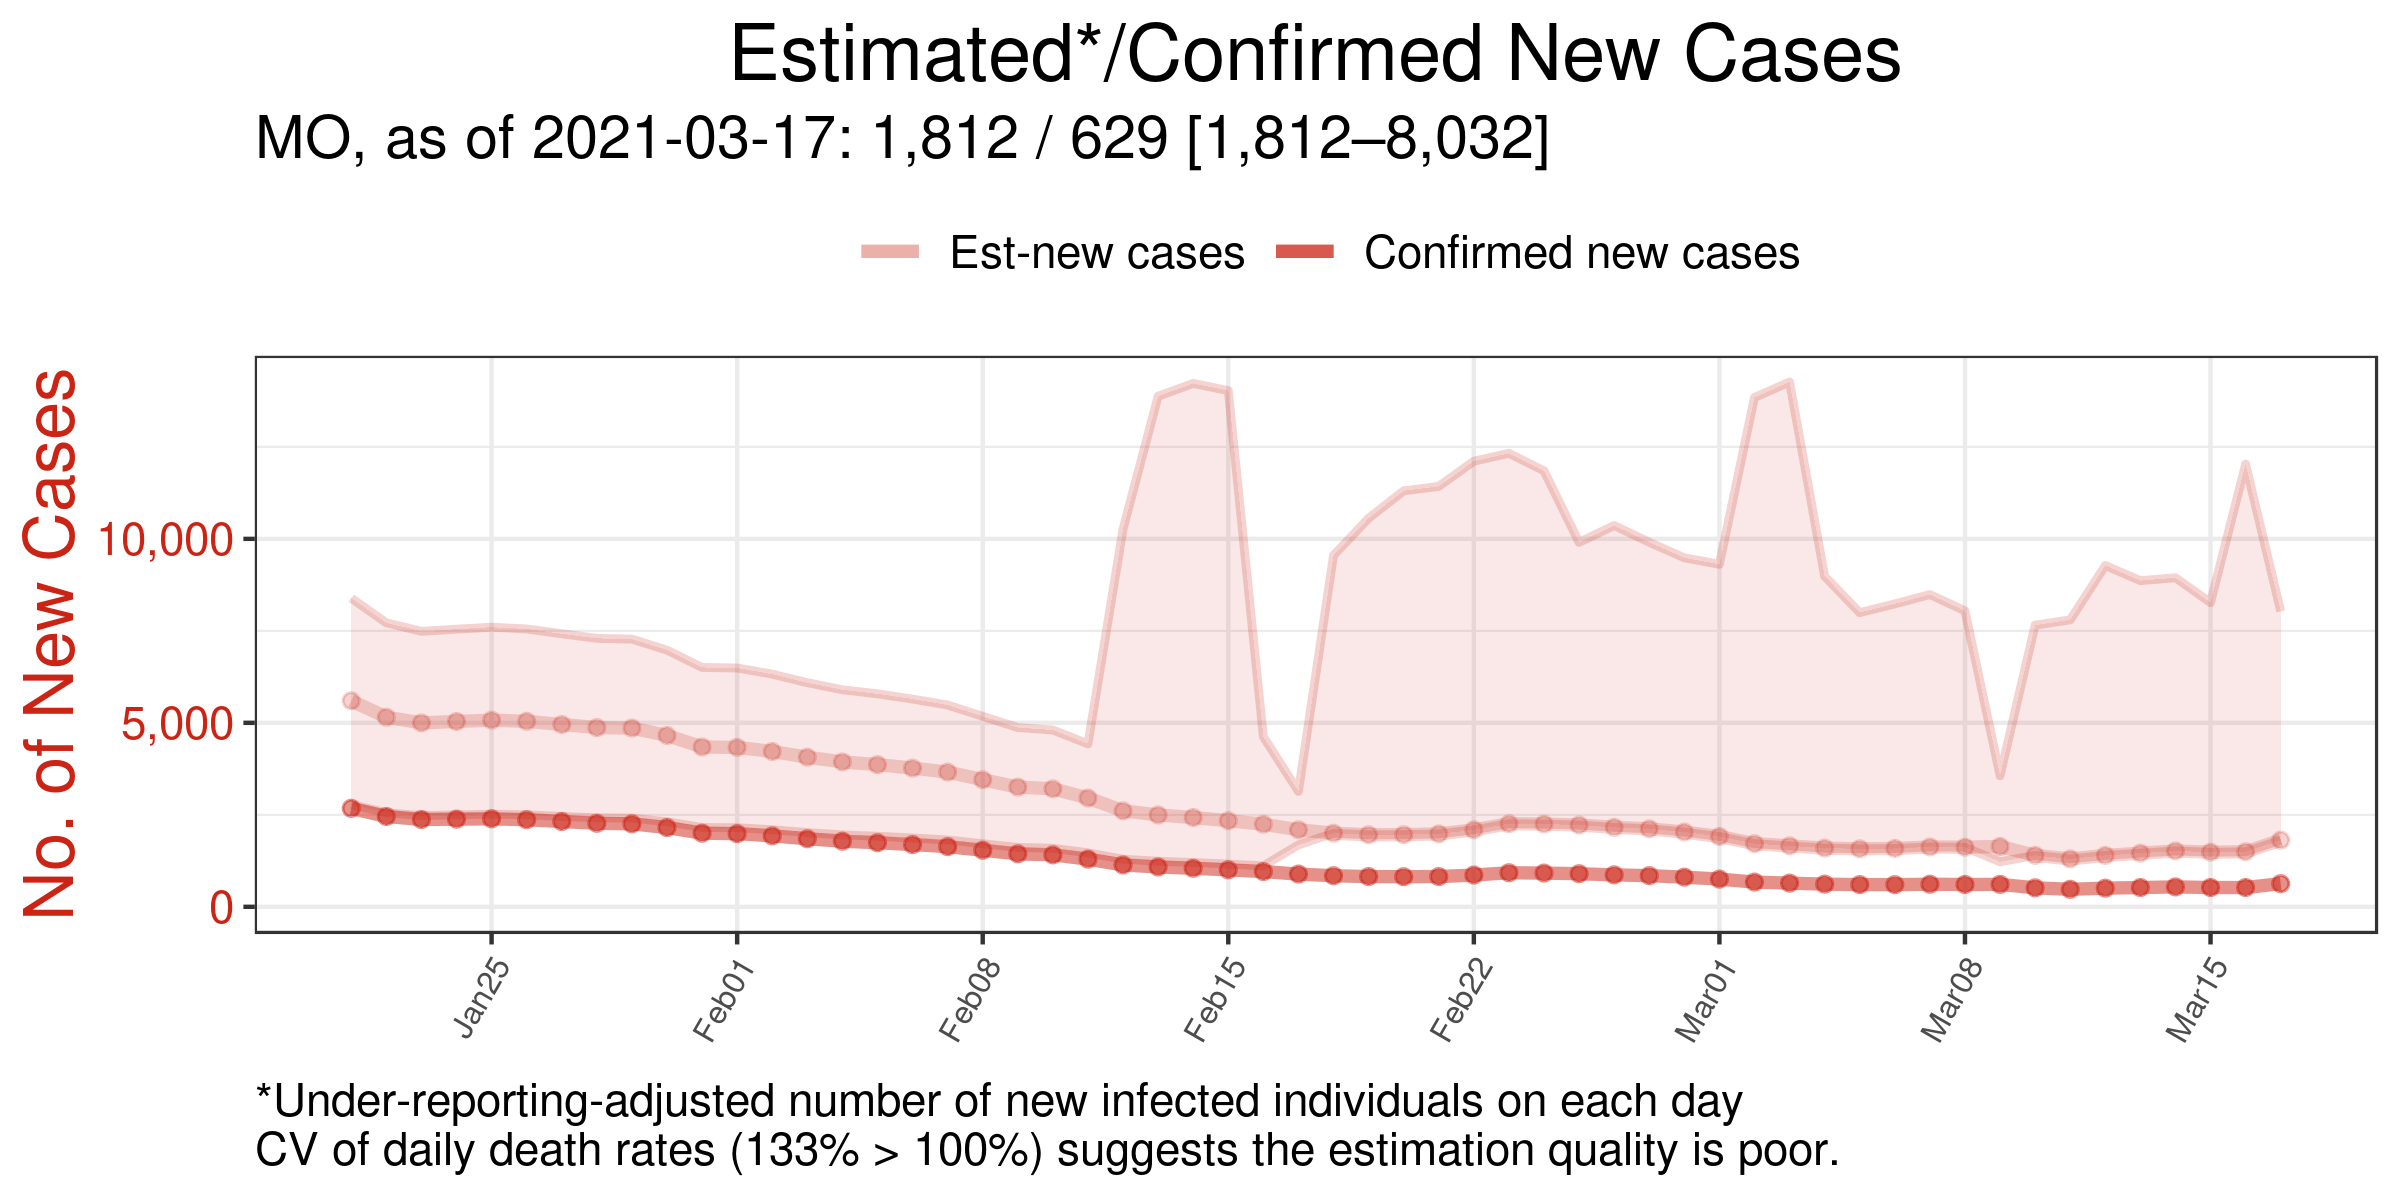 Estimated*/Confirmed New Cases
MO, as of 2021-03-17: 1,812 / 629 [1,812–8,032]
Est-new cases
Confirmed new cases
No. of New Cases
10,000
5,000
0
Jan25
Feb01
Feb08
Feb15
Feb22
Mar01
Mar08
Mar15
*Under-reporting-adjusted number of new infected individuals on each day
CV of daily death rates (133% > 100%) suggests the estimation quality is poor.